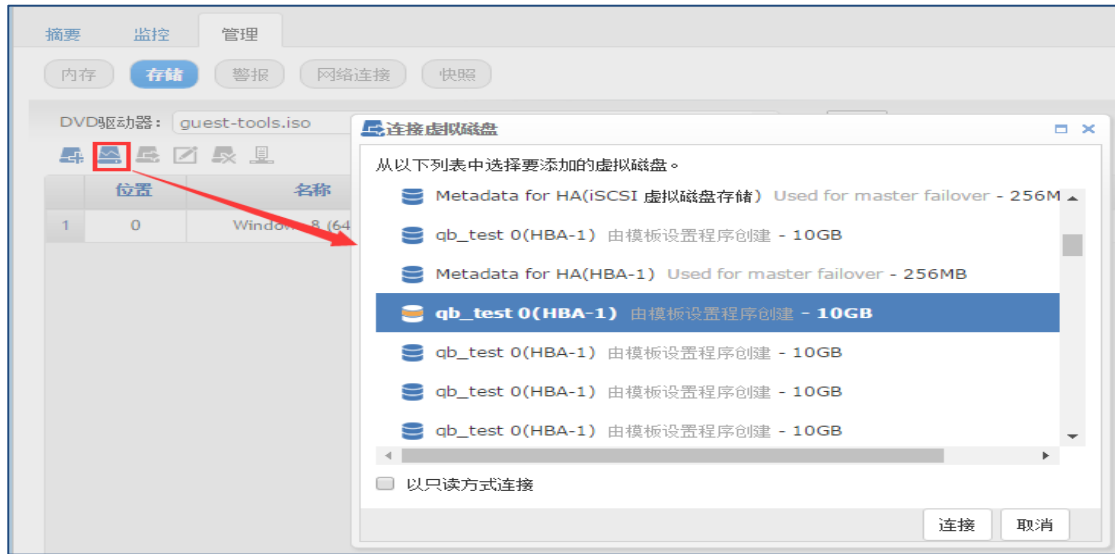 摘要 监控 管理
内存 存储 警报 网络连接 快照
DVD驱动器: guest-tools.iso
连接虚拟磁盘
从以下列表中选择要添加的虚拟磁盘。
位置 名称
1 0 Window 8 (64
Metadata for HA(iSCSI 虚拟磁盘存储) Used for master failover - 256M
qb_test 0(HBA-1) 由模板设置程序创建 - 10GB
Metadata for HA(HBA-1) Used for master failover - 256MB
qb_test 0(HBA-1) 由模板设置程序创建 - 10GB
qb_test 0(HBA-1) 由模板设置程序创建 - 10GB
qb_test 0(HBA-1) 由模板设置程序创建 - 10GB
qb_test 0(HBA-1) 由模板设置程序创建 - 10GB
以只读方式连接
连接 取消